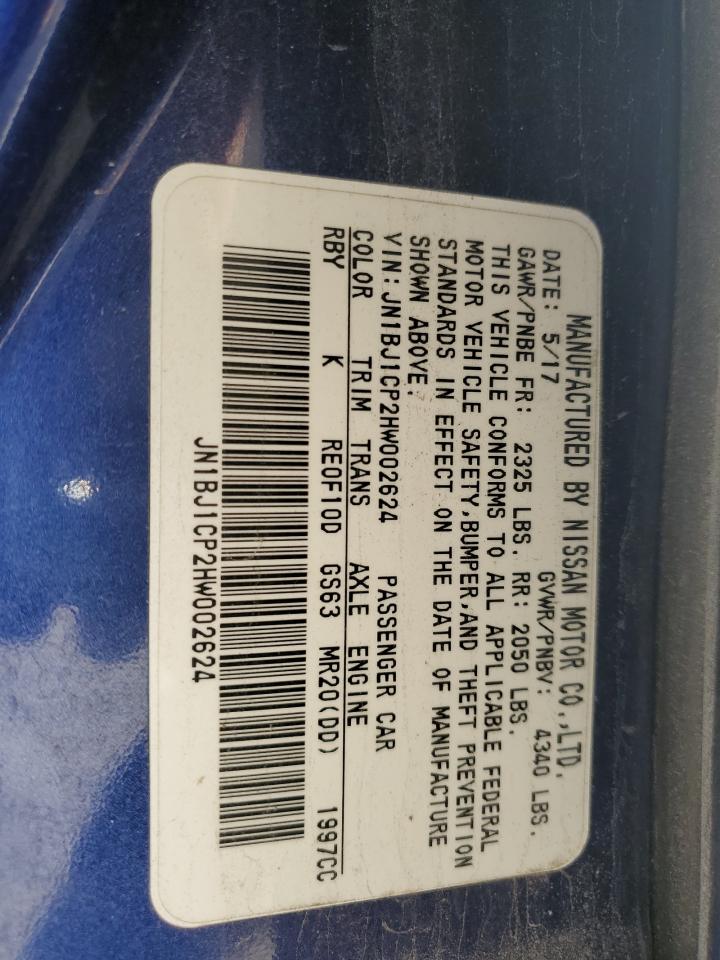 MANUFACTURED BY NISSAN MOTOR CO.,LTD.
DATE: 5/17 GVWR/PNBV: 4340 LBS.
GAWR/PNBE FR: 2325 LBS. RR: 2050 LBS.
THIS VEHICLE CONFORMS TO ALL APPLICABLE FEDERAL
MOTOR VEHICLE SAFETY,BUMPER,AND THEFT PREVENTION
STANDARDS IN EFFECT ON THE DATE OF MANUFACTURE
SHOWN ABOVE.
VIN:JN1BJ1CP2HW002624 PASSENGER CAR
COLOR TRIM TRANS AXLE ENGINE
RBY K RE0F10D GS63 MR20(DD) 1997CC
JN1BJ1CP2HW002624